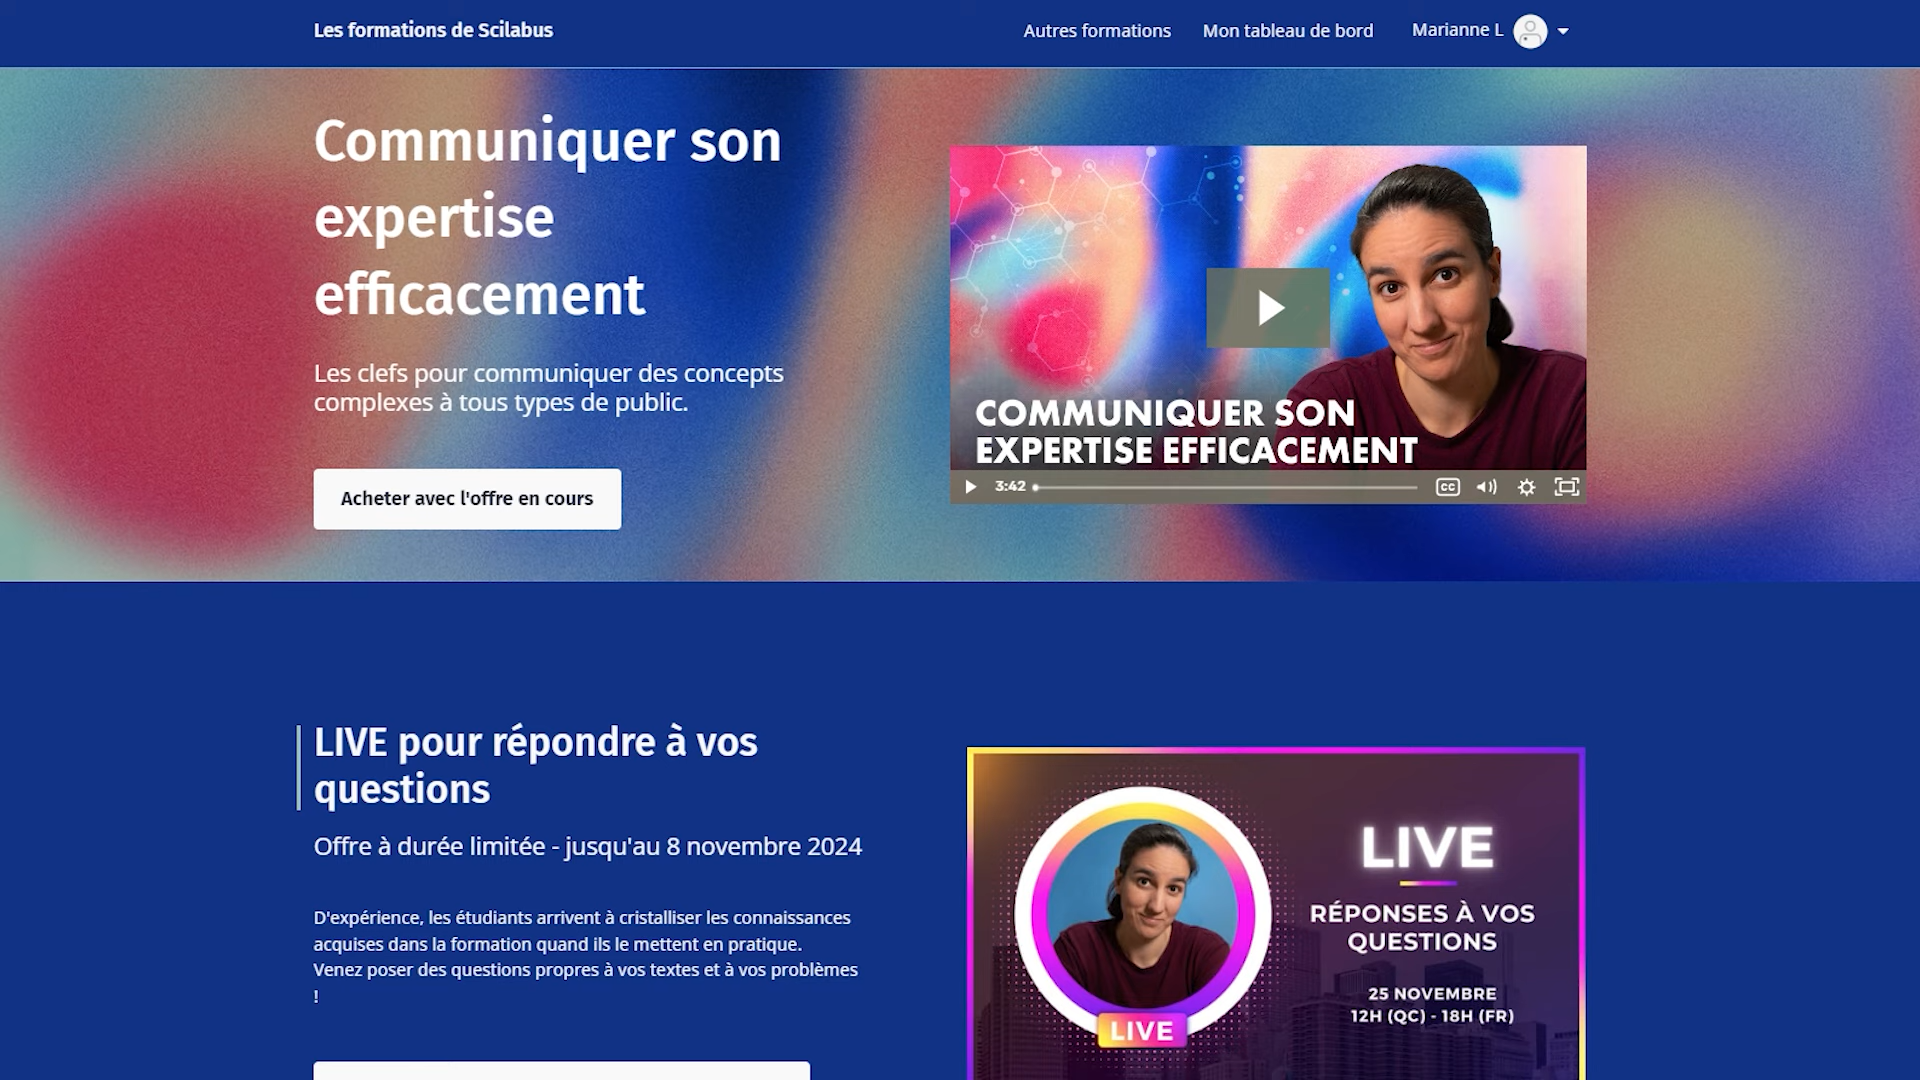 Les formations de Scilabus
Autres formations
Mon tableau de bord
Marianne L
Communiquer son
expertise
efficacement
Les clefs pour communiquer des concepts
complexes à tous types de public.
Acheter avec l'offre en cours
COMMUNIQUER SON
EXPERTISE EFFICACEMENT
3:42
CC
LIVE pour répondre à vos
questions
Offre à durée limitée - jusqu'au 8 novembre 2024
D'expérience, les étudiants arrivent à cristalliser les connaissances
acquises dans la formation quand ils le mettent en pratique.
Venez poser des questions propres à vos textes et à vos problèmes
!
LIVE
RÉPONSES À VOS
QUESTIONS
25 NOVEMBRE
12H (QC) - 18H (FR)
LIVE